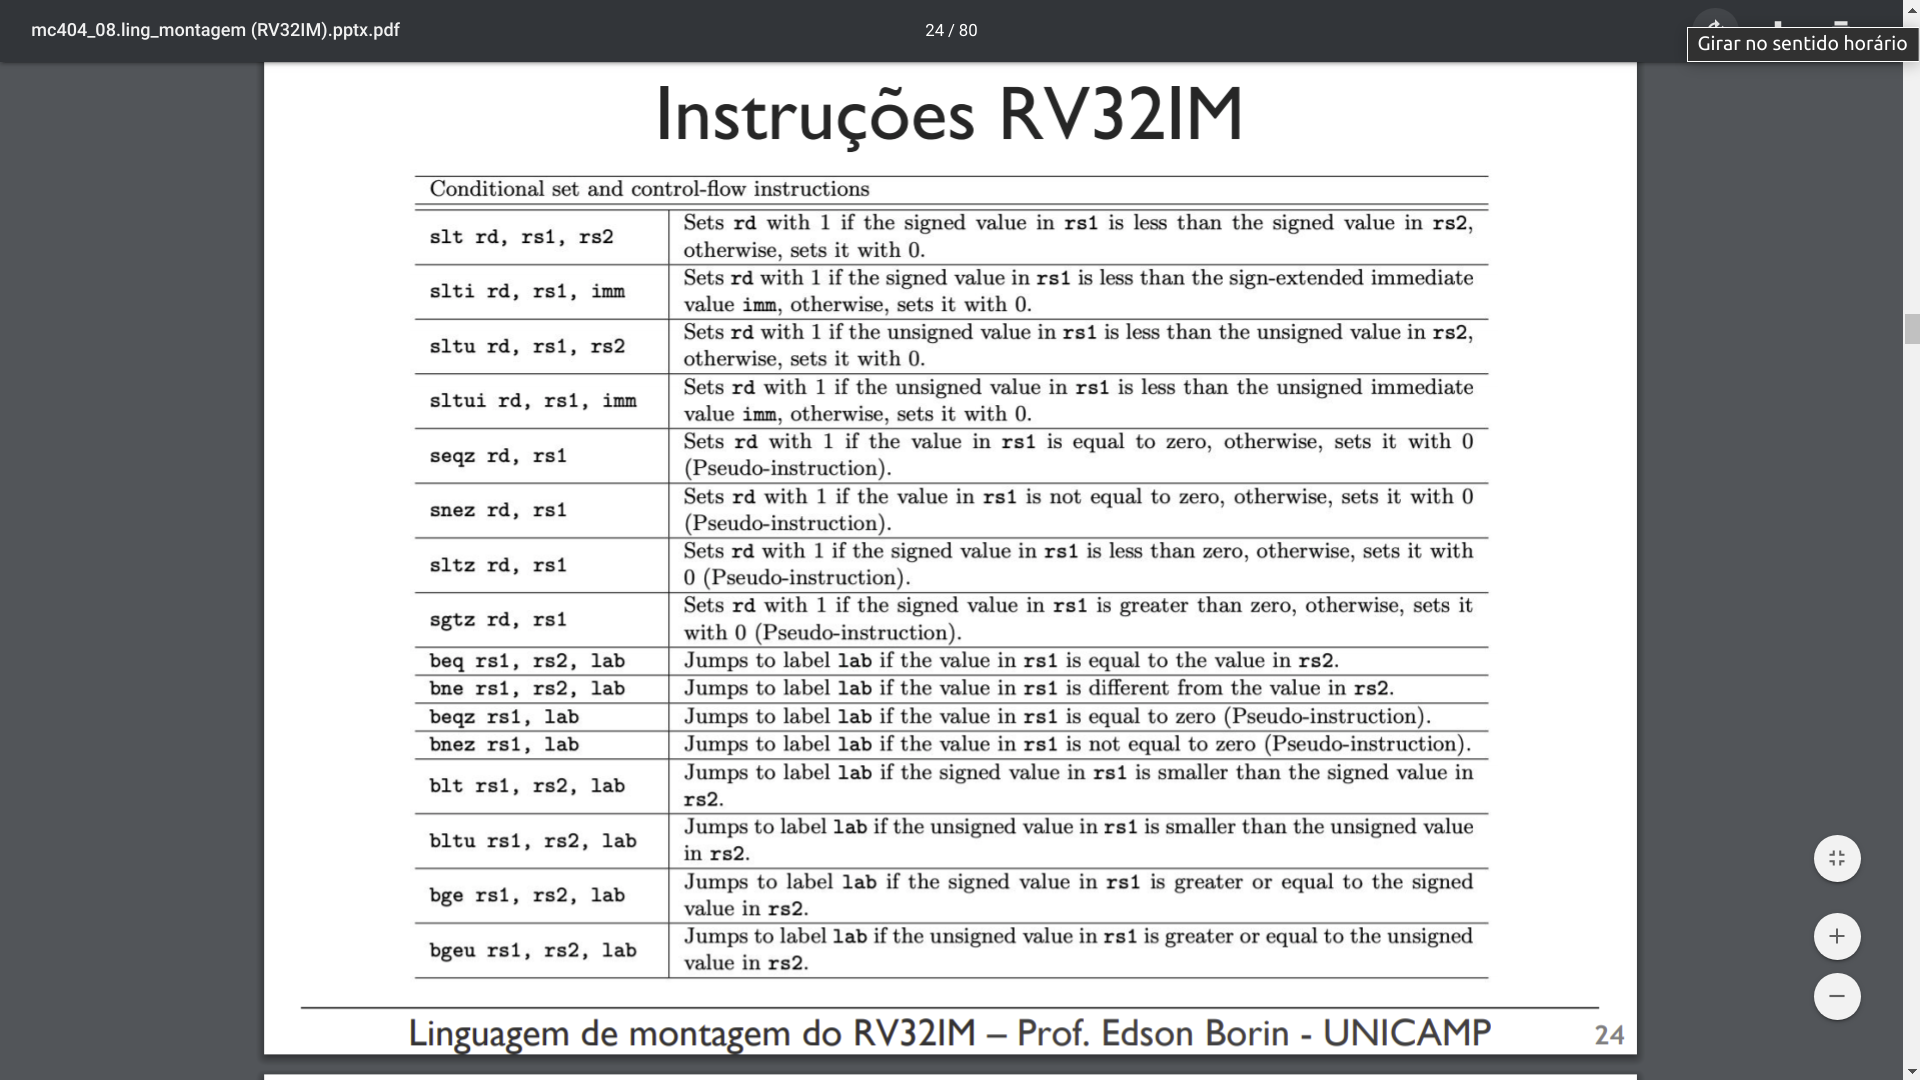 mc404_08.ling_montagem (RV32IM).pptx.pdf
24 / 80
Girar no sentido horário
Instruções RV32IM
Conditional set and control-flow instructions
slt rd, rs1, rs2
Sets rd with 1 if the signed value in rs1 is less than the signed value in rs2,
otherwise, sets it with 0.
slti rd, rs1, imm
Sets rd with 1 if the signed value in rs1 is less than the sign-extended immediate
value imm, otherwise, sets it with 0.
sltu rd, rs1, rs2
Sets rd with 1 if the unsigned value in rs1 is less than the unsigned value in rs2,
otherwise, sets it with 0.
sltui rd, rs1, imm
Sets rd with 1 if the unsigned value in rs1 is less than the unsigned immediate
value imm, otherwise, sets it with 0.
seqz rd, rs1
Sets rd with 1 if the value in rs1 is equal to zero, otherwise, sets it with 0
(Pseudo-instruction).
snez rd, rs1
Sets rd with 1 if the value in rs1 is not equal to zero, otherwise, sets it with 0
(Pseudo-instruction).
sltz rd, rs1
Sets rd with 1 if the signed value in rs1 is less than zero, otherwise, sets it with
0 (Pseudo-instruction).
sgtz rd, rs1
Sets rd with 1 if the signed value in rs1 is greater than zero, otherwise, sets it
with 0 (Pseudo-instruction).
beq rs1, rs2, lab
Jumps to label lab if the value in rs1 is equal to the value in rs2.
bne rs1, rs2, lab
Jumps to label lab if the value in rs1 is different from the value in rs2.
beqz rs1, lab
Jumps to label lab if the value in rs1 is equal to zero (Pseudo-instruction).
bnez rs1, lab
Jumps to label lab if the value in rs1 is not equal to zero (Pseudo-instruction).
blt rs1, rs2, lab
Jumps to label lab if the signed value in rs1 is smaller than the signed value in
rs2.
bltu rs1, rs2, lab
Jumps to label lab if the unsigned value in rs1 is smaller than the unsigned value
in rs2.
bge rs1, rs2, lab
Jumps to label lab if the signed value in rs1 is greater or equal to the signed
value in rs2.
bgeu rs1, rs2, lab
Jumps to label lab if the unsigned value in rs1 is greater or equal to the unsigned
value in rs2.
Linguagem de montagem do RV32IM – Prof. Edson Borin - UNICAMP
24